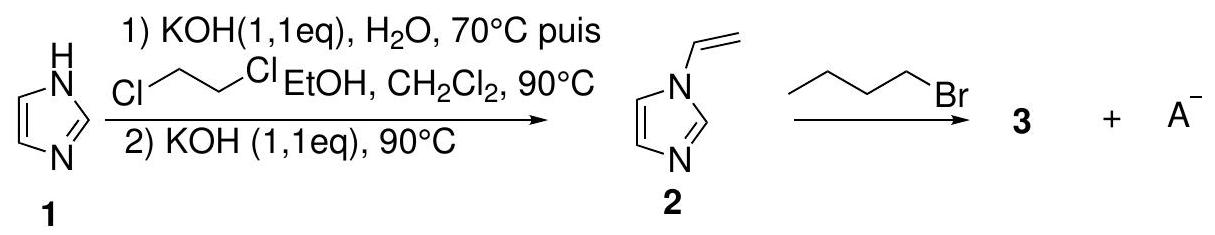 1) KOH(1,1eq), H₂O, 70°C puis
H
N
N
Cl
Cl
EtOH, CH₂Cl₂, 90°C
2) KOH (1,1eq), 90°C
1
N
N
2
Br
3 + A⁻